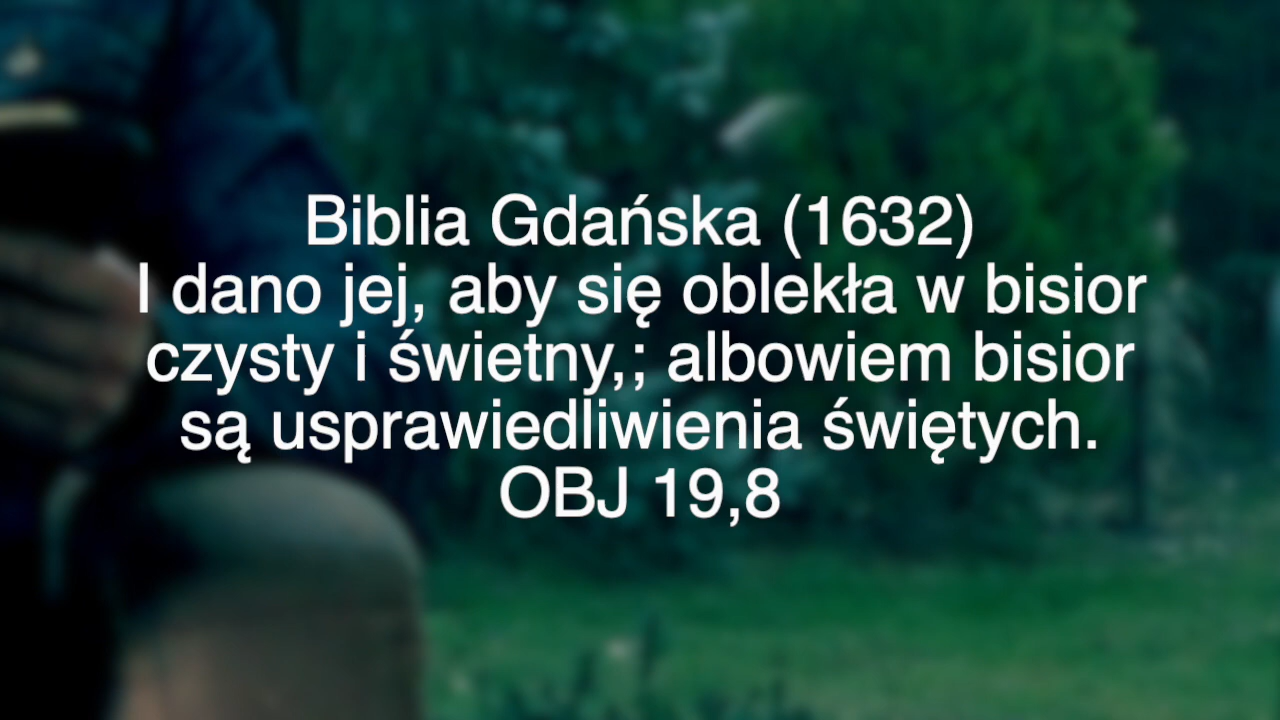 Biblia Gdańska (1632)
I dano jej, aby się oblekła w bisior
czysty i świetny,; albowiem bisior
są usprawiedliwienia świętych.
OBJ 19,8